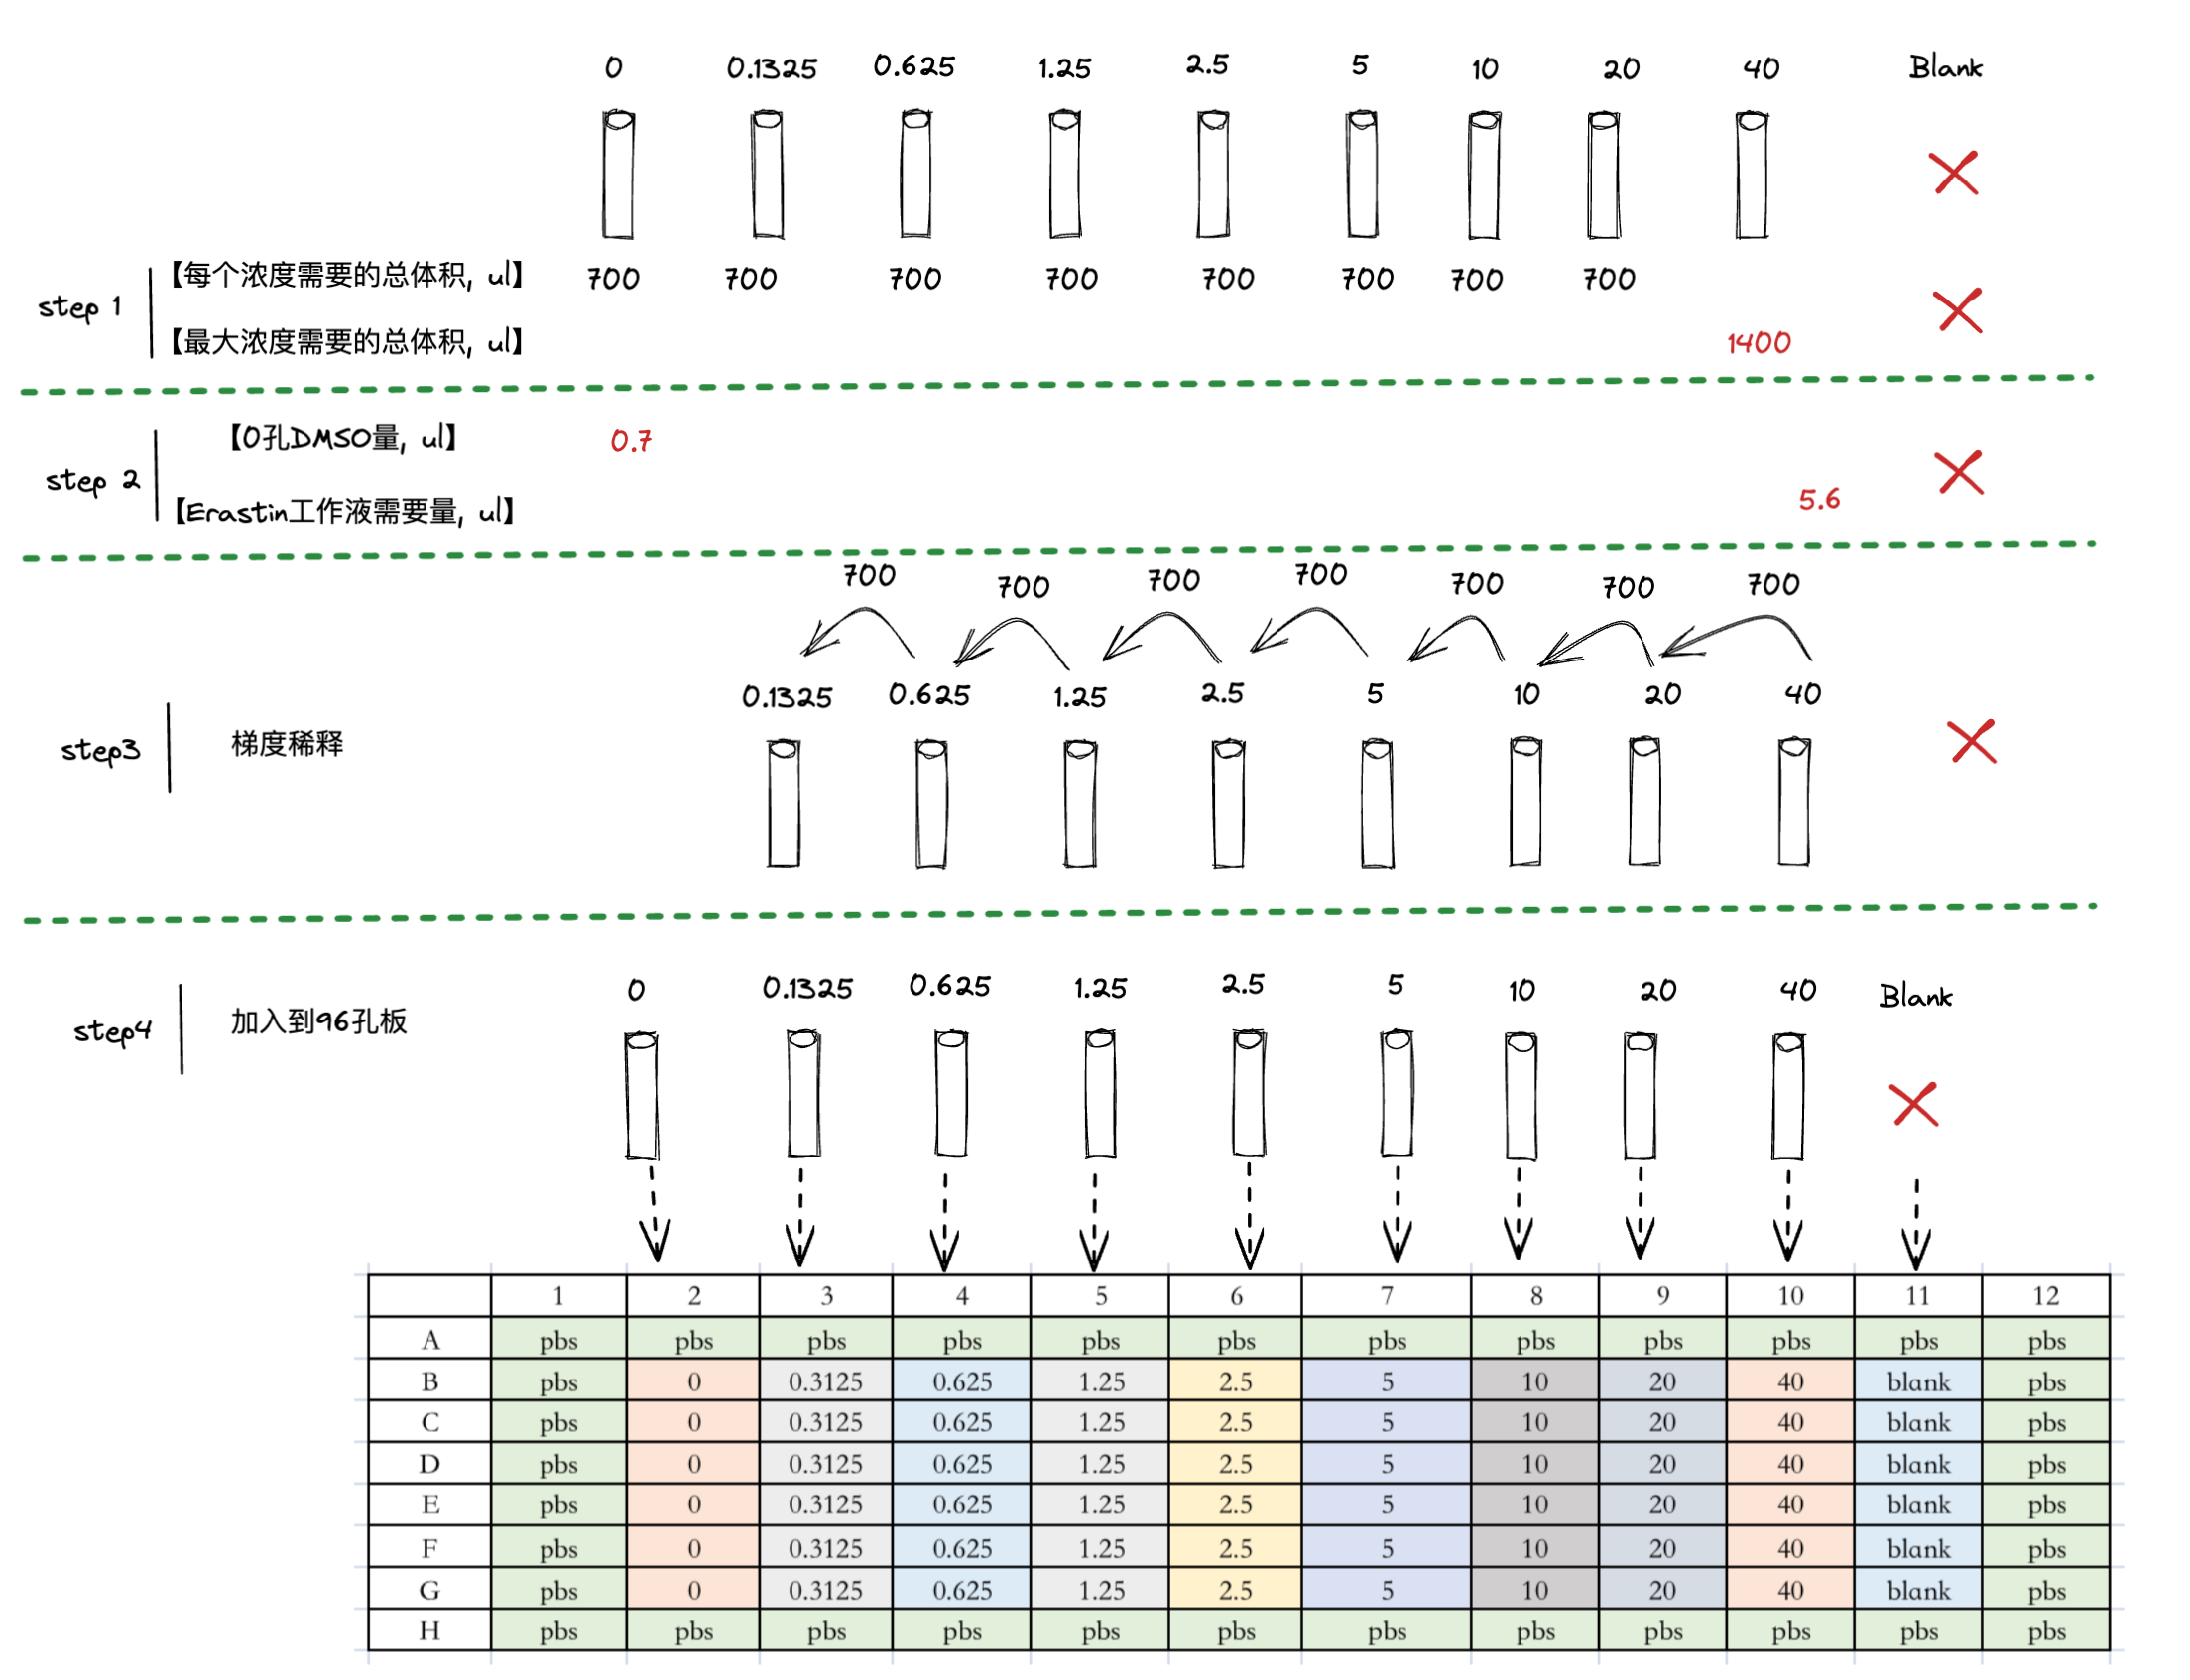 0 0.1325 0.625 1.25 2.5 5 10 20 40 Blank
step 1
【每个浓度需要的总体积, ul】 700 700 700 700 700 700 700 700
【最大浓度需要的总体积, ul】 1400
step 2
【0孔DMSO量, ul】 0.7
【Erastin工作液需要量, ul】 5.6
700 700 700 700 700 700 700
0.1325 0.625 1.25 2.5 5 10 20 40
step3 梯度稀释
0 0.1325 0.625 1.25 2.5 5 10 20 40 Blank
step4 加入到96孔板
1 2 3 4 5 6 7 8 9 10 11 12
A pbs pbs pbs pbs pbs pbs pbs pbs pbs pbs pbs pbs
B pbs 0 0.3125 0.625 1.25 2.5 5 10 20 40 blank pbs
C pbs 0 0.3125 0.625 1.25 2.5 5 10 20 40 blank pbs
D pbs 0 0.3125 0.625 1.25 2.5 5 10 20 40 blank pbs
E pbs 0 0.3125 0.625 1.25 2.5 5 10 20 40 blank pbs
F pbs 0 0.3125 0.625 1.25 2.5 5 10 20 40 blank pbs
G pbs 0 0.3125 0.625 1.25 2.5 5 10 20 40 blank pbs
H pbs pbs pbs pbs pbs pbs pbs pbs pbs pbs pbs pbs